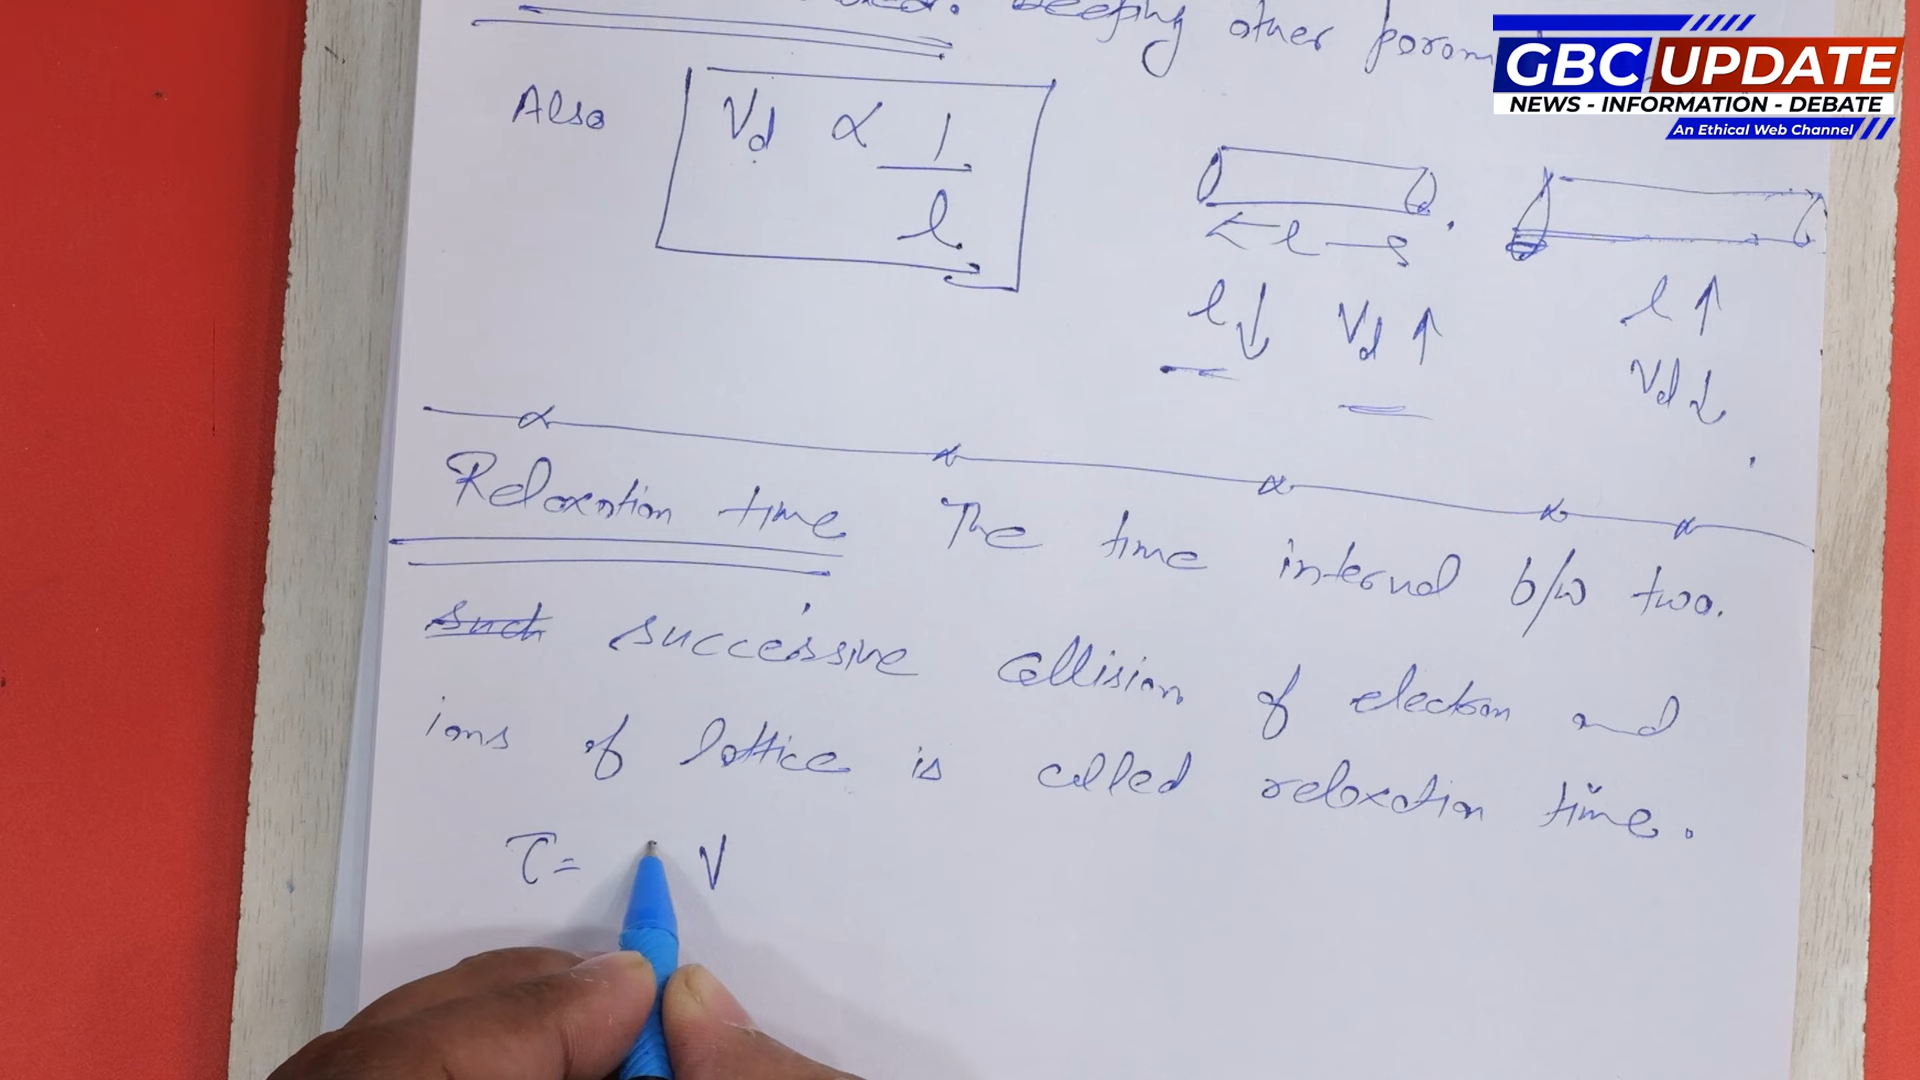 keeping other
GBC UPDATE
NEWS - INFORMATION - DEBATE
An Ethical Web Channel
Also Vd ∝ 1/l
l
l↓ Vd↑
l↑
Vd↓
Relaxation time The time interval b/w two.
such successive collision of electron and
ions of lattice is called relaxation time.
τ= V